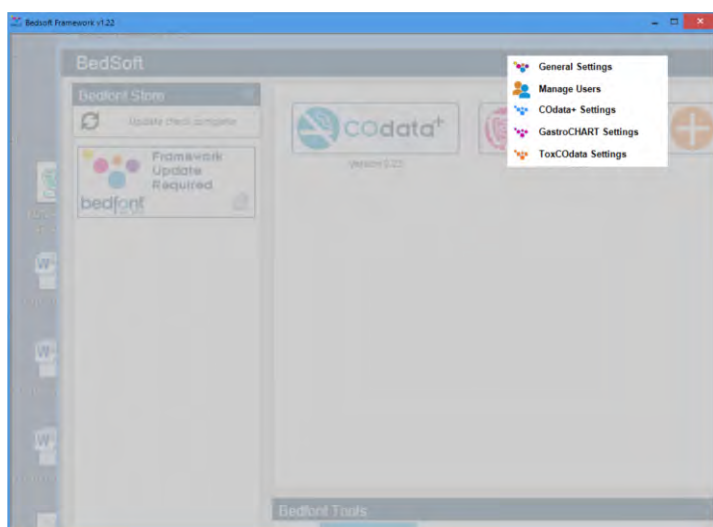 Bedsoft Framework v1.22
BedSoft
Bedfont Store
Update check complete
Framework
Update
Required
bedfont
COdata+
General Settings
Manage Users
COdata+ Settings
GastroCHART Settings
ToxCOdata Settings
Bedfont Tools